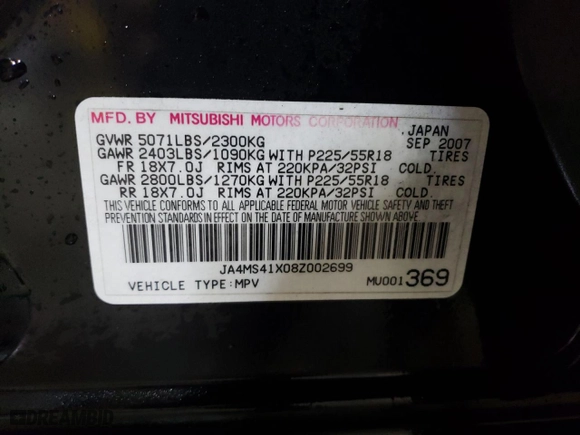 MFD. BY MITSUBISHI MOTORS CORPORATION, JAPAN
GVWR 5071LBS/2300KG SEP 2007
GAWR 2403LBS/1090KG WITH P225/55R18 TIRES
FR 18X7.0J RIMS AT 220KPA/32PSI COLD.
GAWR 2800LBS/1270KG WITH P225/55R18 TIRES
RR 18X7.0J RIMS AT 220KPA/32PSI COLD.
THIS VEHICLE CONFORMS TO ALL APPLICABLE FEDERAL MOTOR VEHICLE SAFETY AND THEFT
PREVENTION STANDARDS IN EFFECT ON THE DATE OF MANUFACTURE SHOWN ABOVE.
JA4MS41X08Z002699
VEHICLE TYPE:MPV MU001369
DREAMBID